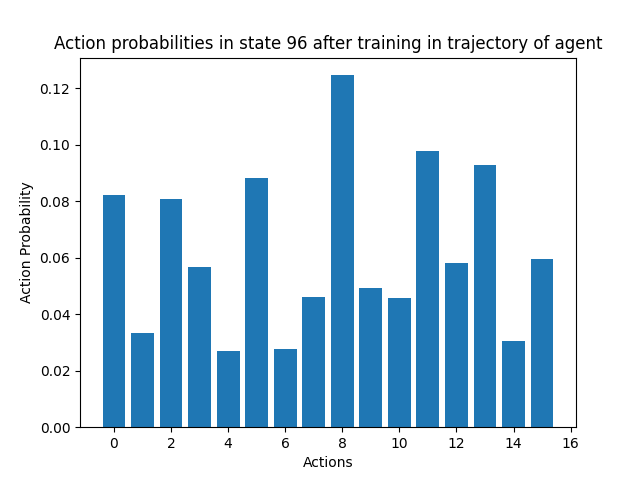 Action probabilities in state 96 after training in trajectory of agent
0.12
0.10
0.08
0.06
0.04
0.02
0.00
Action Probability
0 2 4 6 8 10 12 14 16
Actions